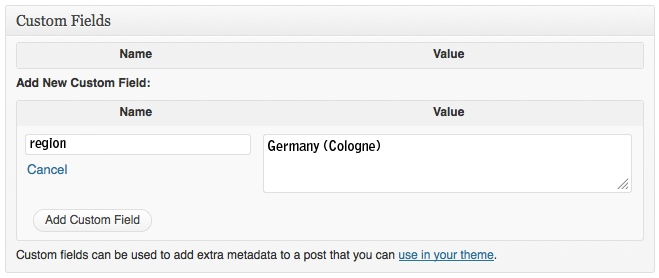 Custom Fields
Name Value
Add New Custom Field:
Name Value
region Germany (Cologne)
Cancel
Add Custom Field
Custom fields can be used to add extra metadata to a post that you can use in your theme.